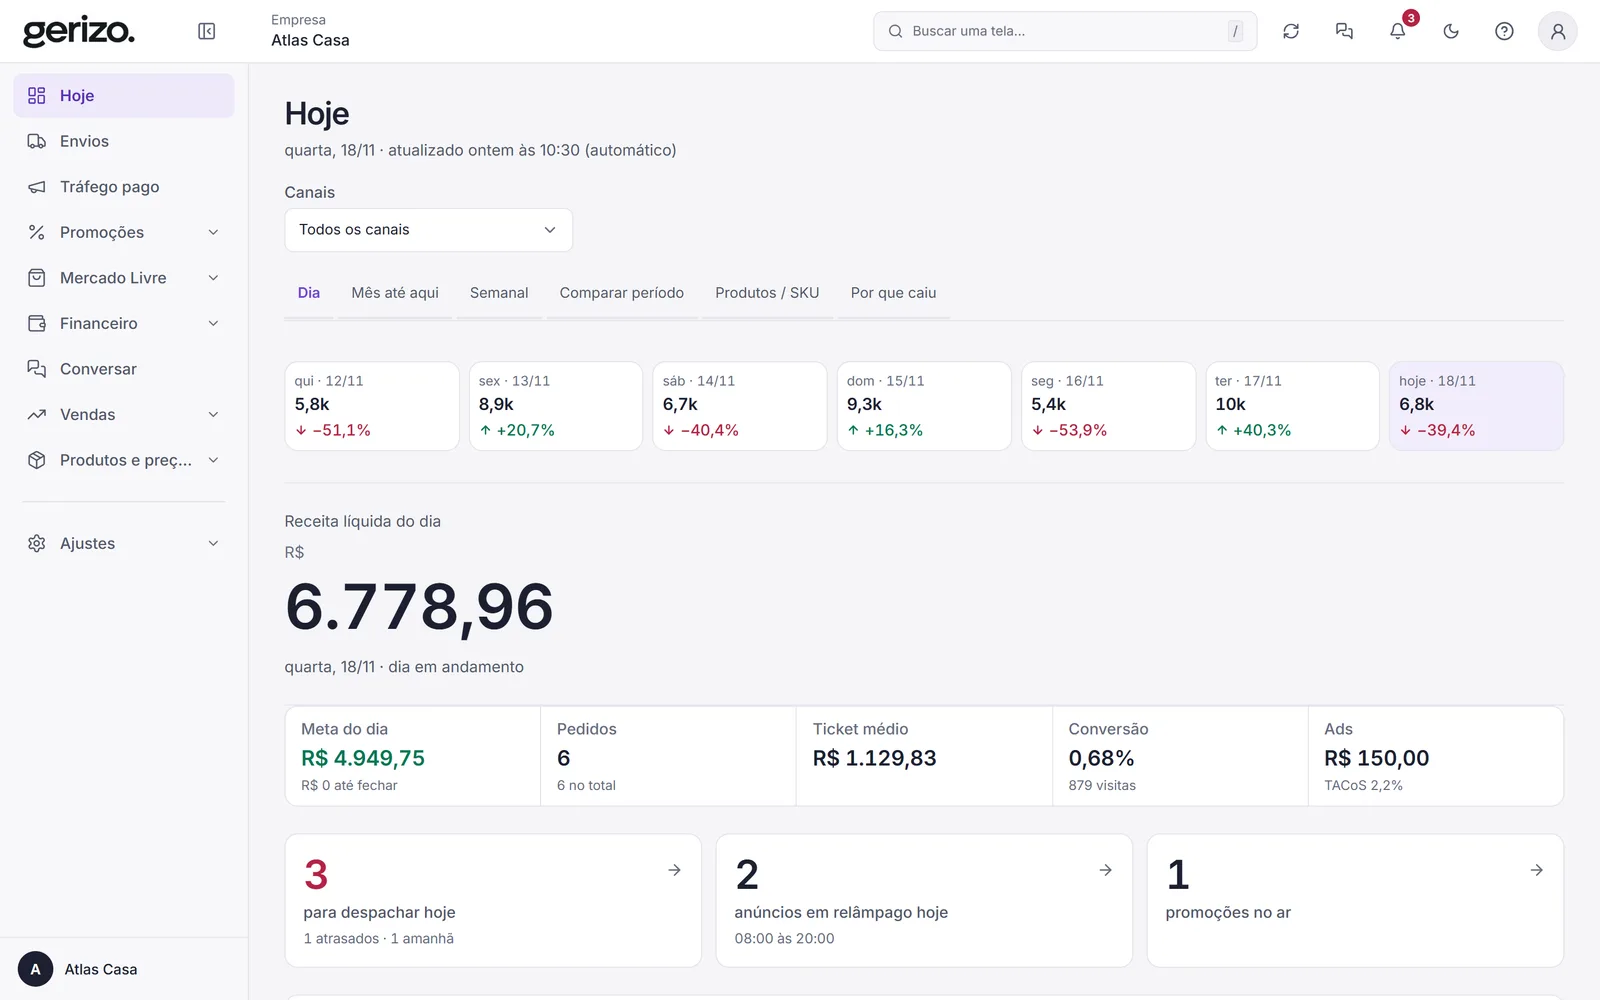 gerizo.
Empresa
Atlas Casa
Buscar uma tela...
/
3
Hoje
Envios
Tráfego pago
Promoções
Mercado Livre
Financeiro
Conversar
Vendas
Produtos e preç...
Ajustes
A
Atlas Casa
Hoje
quarta, 18/11 · atualizado ontem às 10:30 (automático)
Canais
Todos os canais
Dia
Mês até aqui
Semanal
Comparar período
Produtos / SKU
Por que caiu
qui · 12/11
5,8k
↓ −51,1%
sex · 13/11
8,9k
↑ +20,7%
sáb · 14/11
6,7k
↓ −40,4%
dom · 15/11
9,3k
↑ +16,3%
seg · 16/11
5,4k
↓ −53,9%
ter · 17/11
10k
↑ +40,3%
hoje · 18/11
6,8k
↓ −39,4%
Receita líquida do dia
R$
6.778,96
quarta, 18/11 · dia em andamento
Meta do dia
R$ 4.949,75
R$ 0 até fechar
Pedidos
6
6 no total
Ticket médio
R$ 1.129,83
Conversão
0,68%
879 visitas
Ads
R$ 150,00
TACoS 2,2%
3
para despachar hoje
1 atrasados · 1 amanhã
2
anúncios em relâmpago hoje
08:00 às 20:00
1
promoções no ar